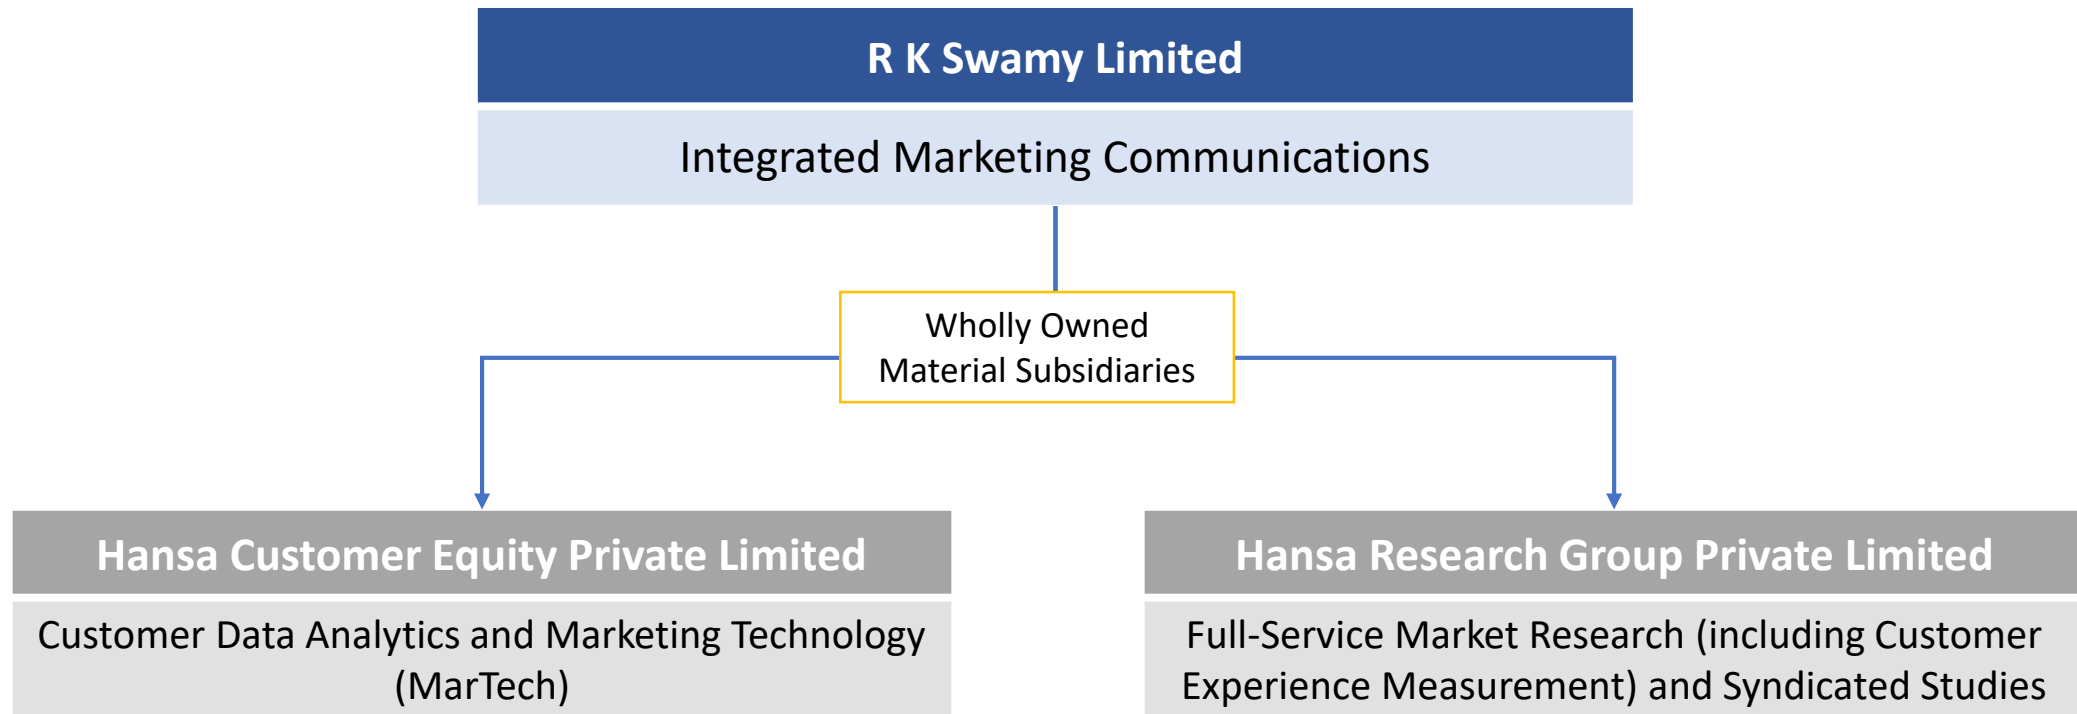 R K Swamy Limited
Integrated Marketing Communications
Wholly Owned
Material Subsidiaries
Hansa Customer Equity Private Limited
Customer Data Analytics and Marketing Technology
(MarTech)
Hansa Research Group Private Limited
Full-Service Market Research (including Customer
Experience Measurement) and Syndicated Studies